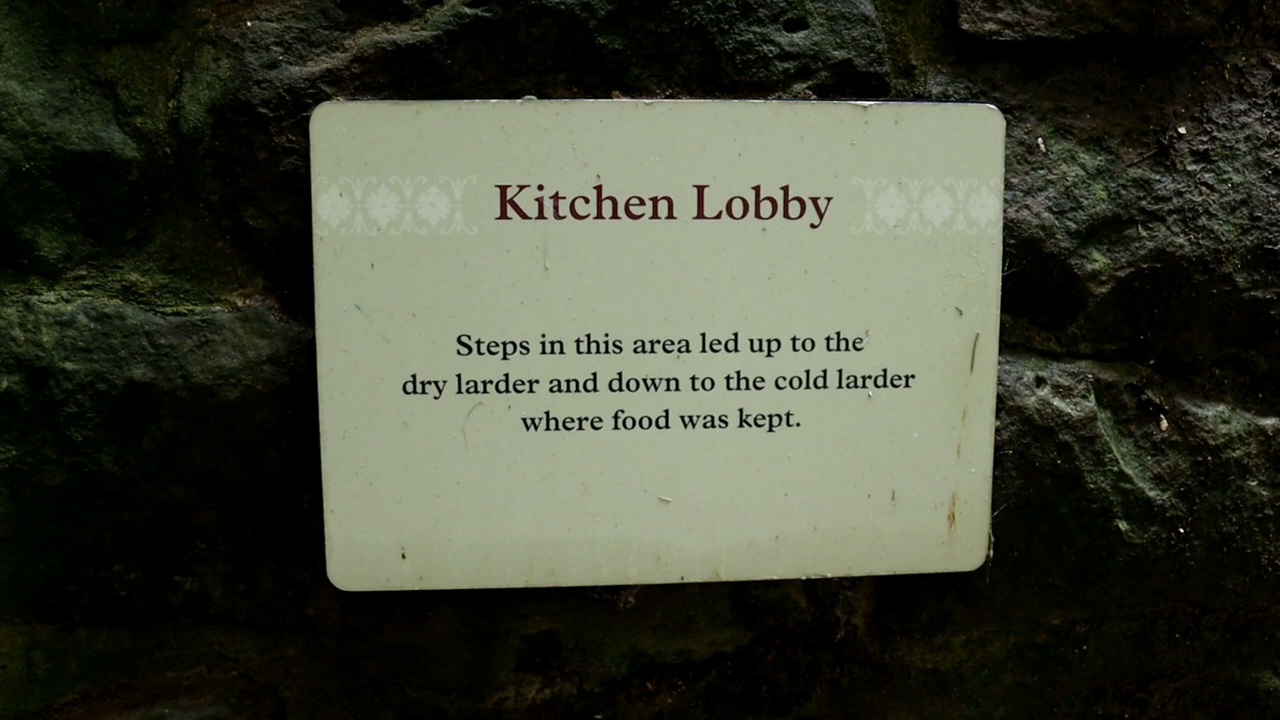 Kitchen Lobby
Steps in this area led up to the
dry larder and down to the cold larder
where food was kept.